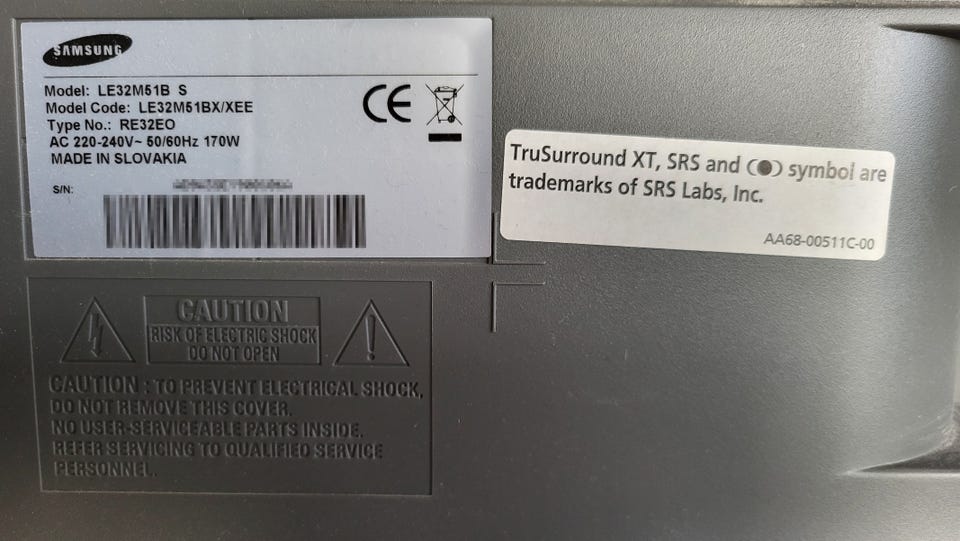 SAMSUNG
Model: LE32M51B S
Model Code: LE32M51BX/XEE
Type No.: RE32EO
AC 220-240V~ 50/60Hz 170W
MADE IN SLOVAKIA
S/N:
CE
TruSurround XT, SRS and (●) symbol are
trademarks of SRS Labs, Inc.
AA68-00511C-00
CAUTION
RISK OF ELECTRIC SHOCK
DO NOT OPEN
CAUTION : TO PREVENT ELECTRICAL SHOCK,
DO NOT REMOVE THIS COVER.
NO USER-SERVICEABLE PARTS INSIDE.
REFER SERVICING TO QUALIFIED SERVICE
PERSONNEL.